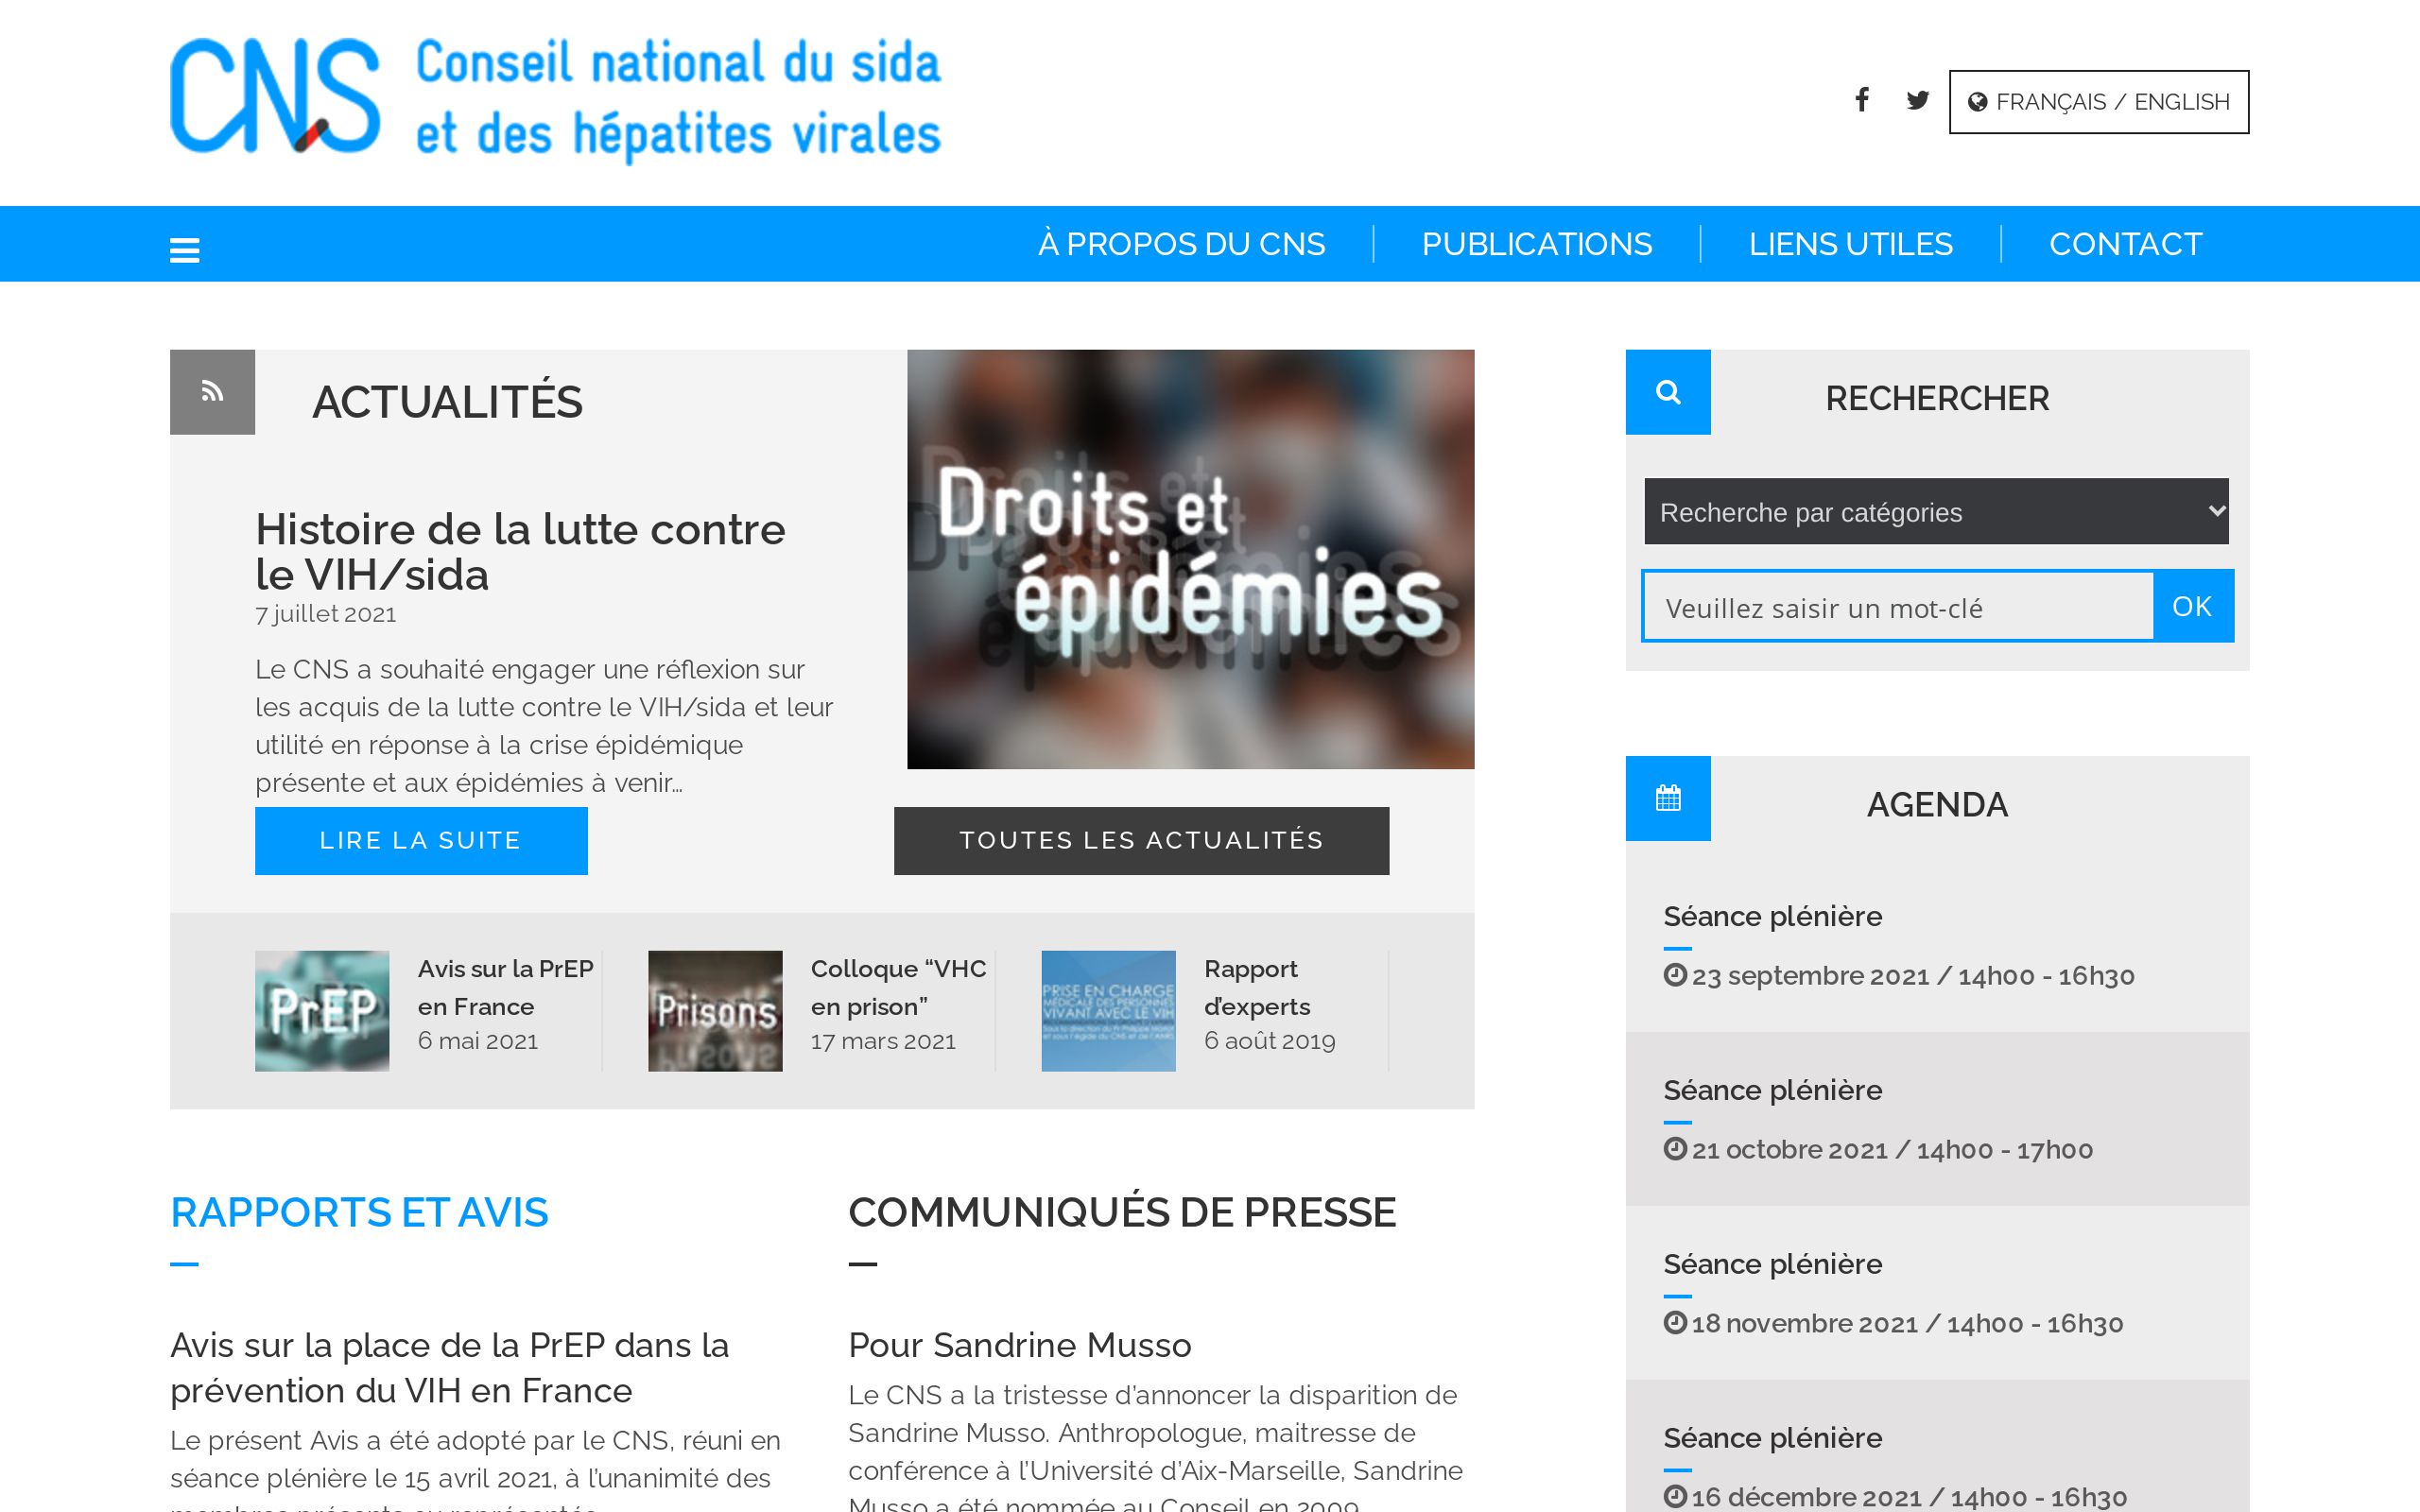 CNS Conseil national du sida
et des hépatites virales
FRANÇAIS / ENGLISH
À PROPOS DU CNS
PUBLICATIONS
LIENS UTILES
CONTACT
ACTUALITÉS
Histoire de la lutte contre
le VIH/sida
7 juillet 2021
Le CNS a souhaité engager une réflexion sur
les acquis de la lutte contre le VIH/sida et leur
utilité en réponse à la crise épidémique
présente et aux épidémies à venir…
LIRE LA SUITE
Droits et
épidémies
TOUTES LES ACTUALITÉS
PrEP
Avis sur la PrEP
en France
6 mai 2021
Prisons
Colloque “VHC
en prison”
17 mars 2021
PRISE EN CHARGE
MÉDICALE DES PERSONNES
VIVANT AVEC LE VIH
Rapport
d’experts
6 août 2019
RAPPORTS ET AVIS
Avis sur la place de la PrEP dans la
prévention du VIH en France
Le présent Avis a été adopté par le CNS, réuni en
séance plénière le 15 avril 2021, à l’unanimité des
membres présents ou représentés
COMMUNIQUÉS DE PRESSE
Pour Sandrine Musso
Le CNS a la tristesse d’annoncer la disparition de
Sandrine Musso. Anthropologue, maitresse de
conférence à l’Université d’Aix-Marseille, Sandrine
Musso a été nommée au Conseil en 2009
RECHERCHER
Recherche par catégories
Veuillez saisir un mot-clé
OK
AGENDA
Séance plénière
23 septembre 2021 / 14h00 - 16h30
Séance plénière
21 octobre 2021 / 14h00 - 17h00
Séance plénière
18 novembre 2021 / 14h00 - 16h30
Séance plénière
16 décembre 2021 / 14h00 - 16h30